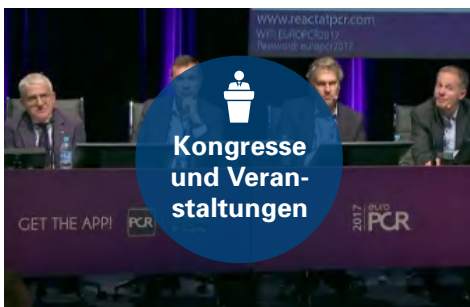 www.reactatpcr.com
WIFI: EUROPCR2017
Password: europcr2017
Kongresse
und Veran-
staltungen
GET THE APP!
PCR
2017
euro
PCR